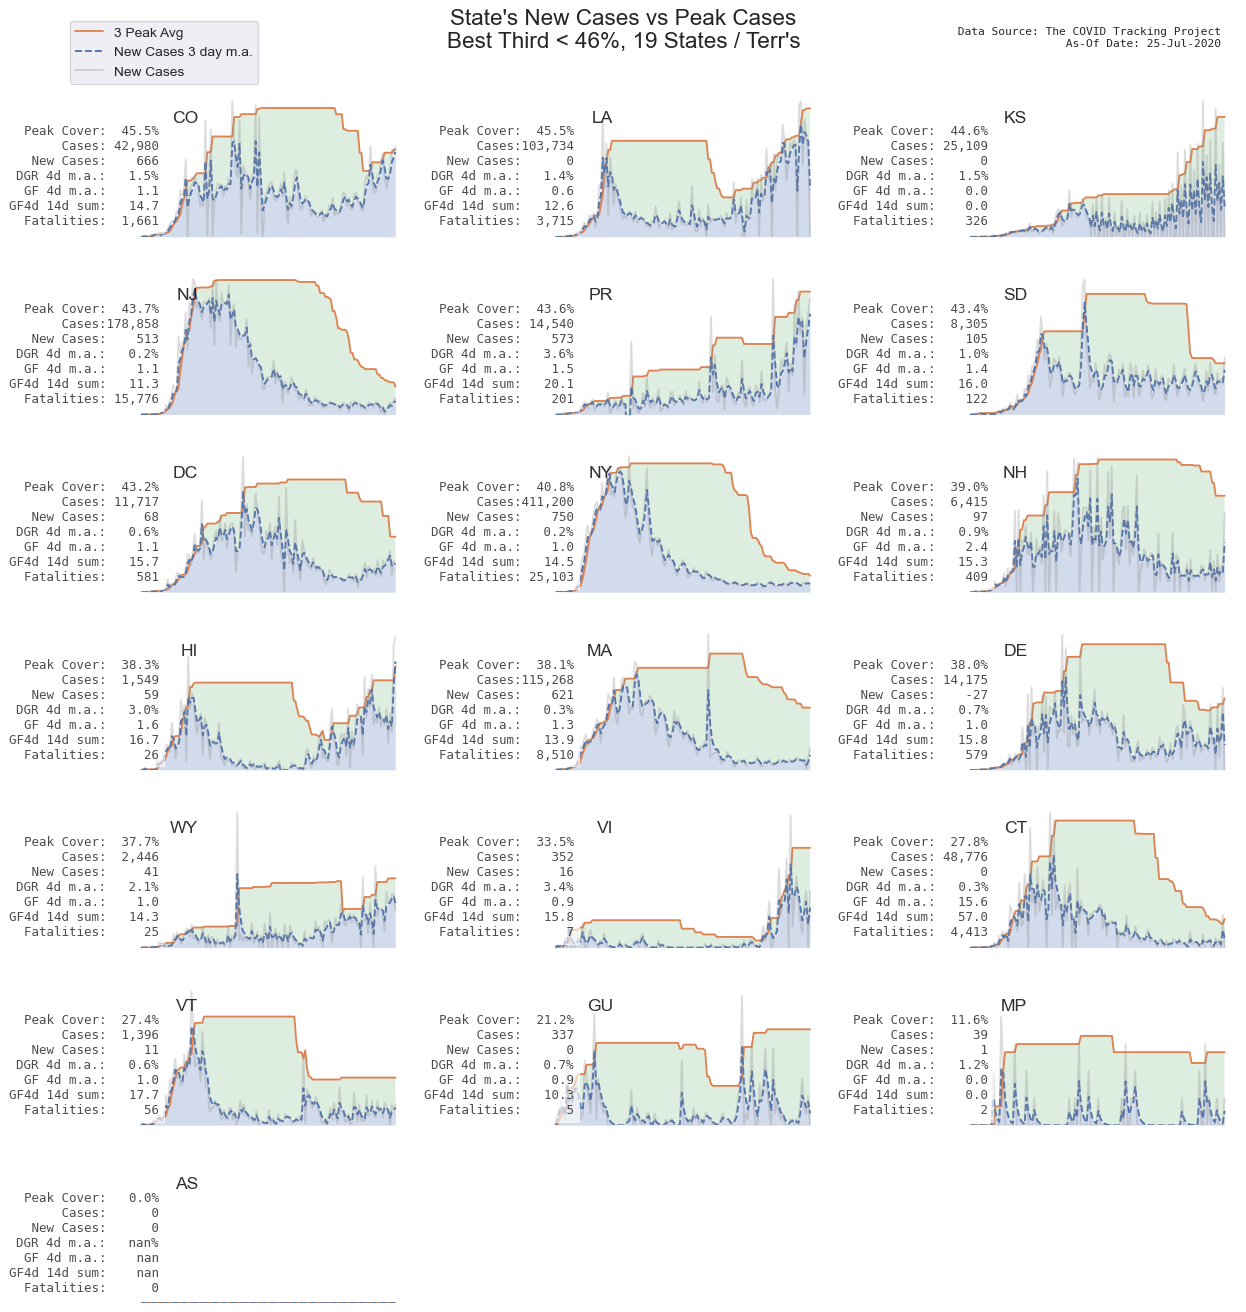 State's New Cases vs Peak Cases
Best Third < 46%, 19 States / Terr's
3 Peak Avg
New Cases 3 day m.a.
New Cases
Data Source: The COVID Tracking Project
As-Of Date: 25-Jul-2020
CO
Peak Cover: 45.5%
Cases: 42,980
New Cases: 666
DGR 4d m.a.: 1.5%
GF 4d m.a.: 1.1
GF4d 14d sum: 14.7
Fatalities: 1,661
LA
Peak Cover: 45.5%
Cases:103,734
New Cases: 0
DGR 4d m.a.: 1.4%
GF 4d m.a.: 0.6
GF4d 14d sum: 12.6
Fatalities: 3,715
KS
Peak Cover: 44.6%
Cases: 25,109
New Cases: 0
DGR 4d m.a.: 1.5%
GF 4d m.a.: 0.0
GF4d 14d sum: 0.0
Fatalities: 326
NJ
Peak Cover: 43.7%
Cases:178,858
New Cases: 513
DGR 4d m.a.: 0.2%
GF 4d m.a.: 1.1
GF4d 14d sum: 11.3
Fatalities: 15,776
PR
Peak Cover: 43.6%
Cases: 14,540
New Cases: 573
DGR 4d m.a.: 3.6%
GF 4d m.a.: 1.5
GF4d 14d sum: 20.1
Fatalities: 201
SD
Peak Cover: 43.4%
Cases: 8,305
New Cases: 105
DGR 4d m.a.: 1.0%
GF 4d m.a.: 1.4
GF4d 14d sum: 16.0
Fatalities: 122
DC
Peak Cover: 43.2%
Cases: 11,717
New Cases: 68
DGR 4d m.a.: 0.6%
GF 4d m.a.: 1.1
GF4d 14d sum: 15.7
Fatalities: 581
NY
Peak Cover: 40.8%
Cases:411,200
New Cases: 750
DGR 4d m.a.: 0.2%
GF 4d m.a.: 1.0
GF4d 14d sum: 14.5
Fatalities: 25,103
NH
Peak Cover: 39.0%
Cases: 6,415
New Cases: 97
DGR 4d m.a.: 0.9%
GF 4d m.a.: 2.4
GF4d 14d sum: 15.3
Fatalities: 409
HI
Peak Cover: 38.3%
Cases: 1,549
New Cases: 59
DGR 4d m.a.: 3.0%
GF 4d m.a.: 1.6
GF4d 14d sum: 16.7
Fatalities: 26
MA
Peak Cover: 38.1%
Cases:115,268
New Cases: 621
DGR 4d m.a.: 0.3%
GF 4d m.a.: 1.3
GF4d 14d sum: 13.9
Fatalities: 8,510
DE
Peak Cover: 38.0%
Cases: 14,175
New Cases: -27
DGR 4d m.a.: 0.7%
GF 4d m.a.: 1.0
GF4d 14d sum: 15.8
Fatalities: 579
WY
Peak Cover: 37.7%
Cases: 2,446
New Cases: 41
DGR 4d m.a.: 2.1%
GF 4d m.a.: 1.0
GF4d 14d sum: 14.3
Fatalities: 25
VI
Peak Cover: 33.5%
Cases: 352
New Cases: 16
DGR 4d m.a.: 3.4%
GF 4d m.a.: 0.9
GF4d 14d sum: 15.8
Fatalities: 7
CT
Peak Cover: 27.8%
Cases: 48,776
New Cases: 0
DGR 4d m.a.: 0.3%
GF 4d m.a.: 15.6
GF4d 14d sum: 57.0
Fatalities: 4,413
VT
Peak Cover: 27.4%
Cases: 1,396
New Cases: 11
DGR 4d m.a.: 0.6%
GF 4d m.a.: 1.0
GF4d 14d sum: 17.7
Fatalities: 56
GU
Peak Cover: 21.2%
Cases: 337
New Cases: 0
DGR 4d m.a.: 0.7%
GF 4d m.a.: 0.9
GF4d 14d sum: 10.3
Fatalities: 5
MP
Peak Cover: 11.6%
Cases: 39
New Cases: 1
DGR 4d m.a.: 1.2%
GF 4d m.a.: 0.0
GF4d 14d sum: 0.0
Fatalities: 2
AS
Peak Cover: 0.0%
Cases: 0
New Cases: 0
DGR 4d m.a.: nan%
GF 4d m.a.: nan
GF4d 14d sum: nan
Fatalities: 0